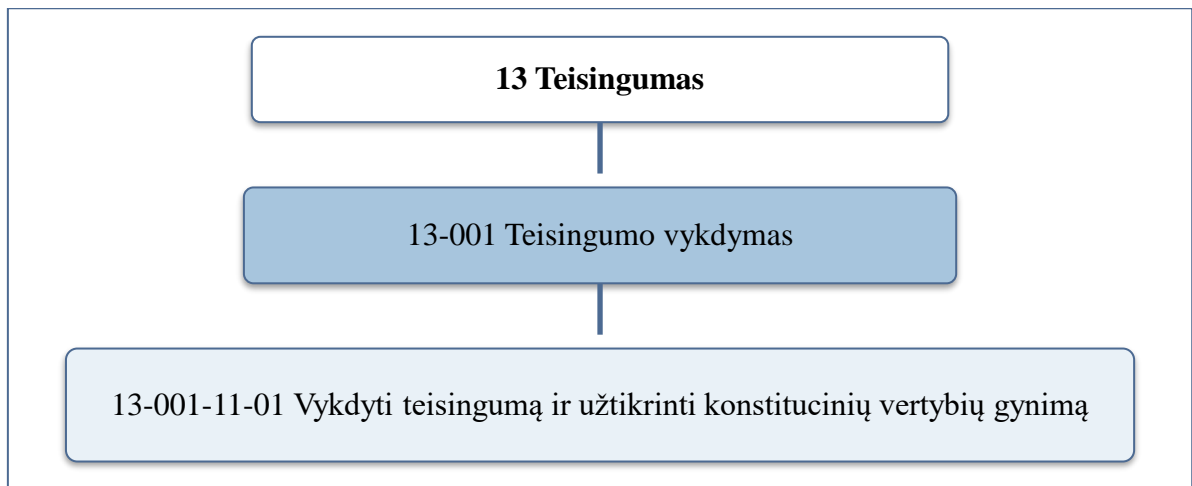 13 Teisingumas
13-001 Teisingumo vykdymas
13-001-11-01 Vykdyti teisingumą ir užtikrinti konstitucinių vertybių gynimą